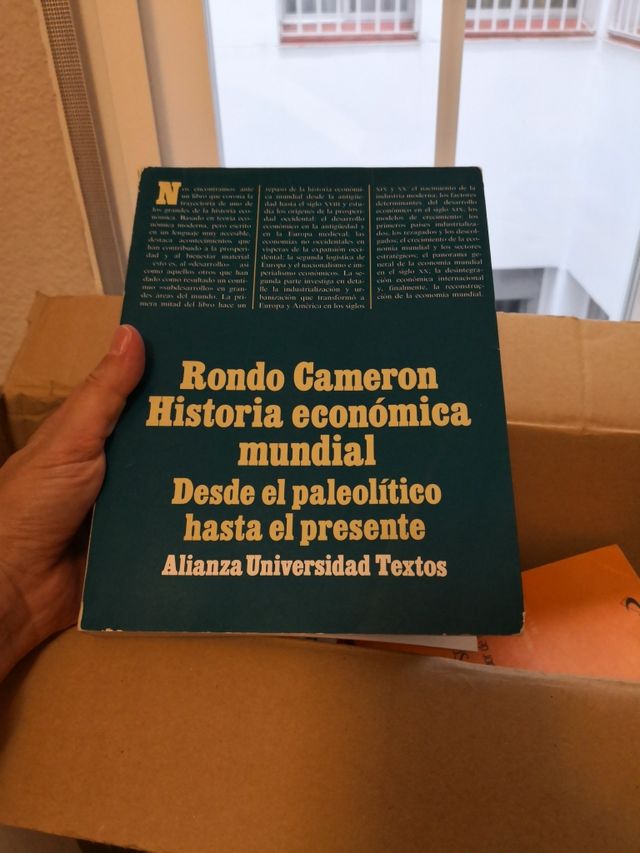 Nos encontramos ante
un libro que corona la
trayectoria de uno de
los grandes de la historia eco-
nómica. Basado en teoría eco-
nómica moderna, pero escrito
en un lenguaje muy accesible,
destaca acontecimientos que
han contribuido a la prosperi-
dad y al bienestar material
—esto es, al «desarrollo»— así
como aquellos otros que han
dado como resultado un conti-
nuo «subdesarrollo» en gran-
des áreas del mundo. La pri-
mera mitad del libro hace un
repaso de la historia económi-
ca mundial desde la antigüe-
dad hasta el siglo XVIII y estu-
dia los orígenes de la prosperi-
dad occidental: el desarrollo
económico en la antigüedad y
en la Europa medieval; las
economías no occidentales en
vísperas de la expansión occi-
dental; la segunda logística de
Europa y el nacionalismo e im-
perialismo económicos. La se-
gunda parte investiga en deta-
lle la industrialización y ur-
banización que transformó a
Europa y América en los siglos
XIX y XX: el nacimiento de la
industria moderna; los factores
determinantes del desarrollo
económico en el siglo XIX; los
modelos de crecimiento: los
primeros países industrializa-
dos, los rezagados y los descol-
gados; el crecimiento de la eco-
nomía mundial y los sectores
estratégicos; el panorama ge-
neral de la economía mundial
en el siglo XX; la desintegra-
ción económica internacional
y, finalmente, la reconstruc-
ción de la economía mundial.
Rondo Cameron
Historia económica
mundial
Desde el paleolítico
hasta el presente
Alianza Universidad Textos